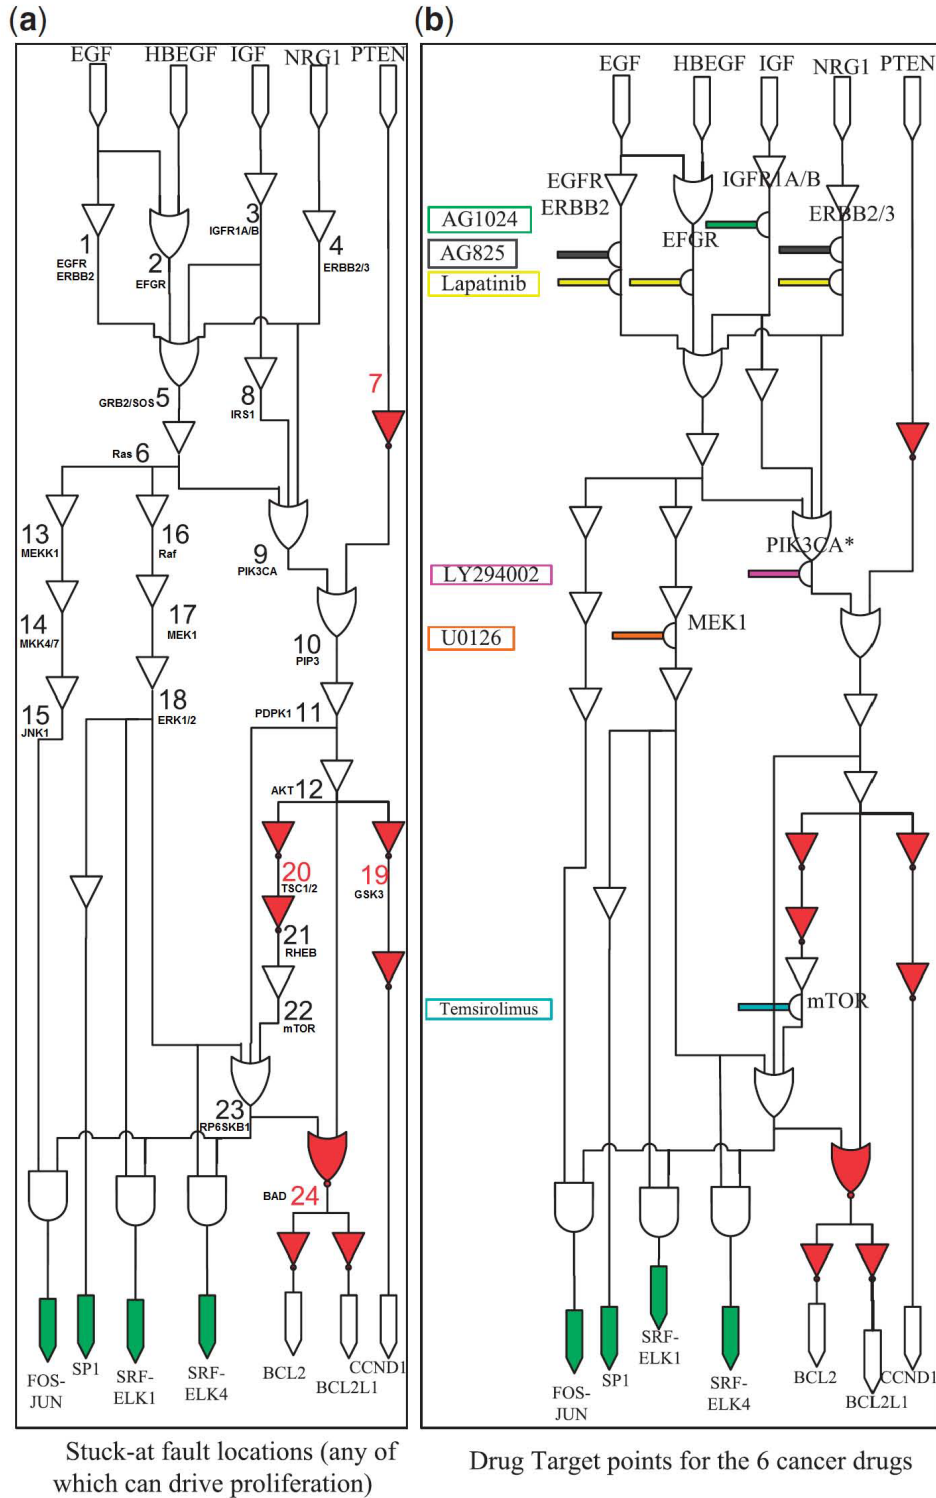 (a)
EGF HBEGF IGF NRG1 PTEN
1
EGFR
ERBB2
2
EFGR
3
IGFR1A/B
4
ERBB2/3
7
GRB2/SOS 5
8
IRS1
Ras 6
13
MEKK1
16
Raf
9
PIK3CA
14
MKK4/7
17
MEK1
10
PIP3
15
JNK1
18
ERK1/2
PDPK1 11
AKT 12
20
TSC1/2
19
GSK3
21
RHEB
22
mTOR
23
RP6SKB1
BAD 24
FOS-
JUN
SP1
SRF-
ELK1
SRF-
ELK4
BCL2
BCL2L1
CCND1
Stuck-at fault locations (any of
which can drive proliferation)
(b)
EGF HBEGF IGF NRG1 PTEN
EGFR
ERBB2
IGFR1A/B
ERBB2/3
EFGR
AG1024
AG825
Lapatinib
PIK3CA*
LY294002
MEK1
U0126
mTOR
Temsirolimus
FOS-
JUN
SP1
SRF-
ELK1
SRF-
ELK4
BCL2
BCL2L1
CCND1
Drug Target points for the 6 cancer drugs